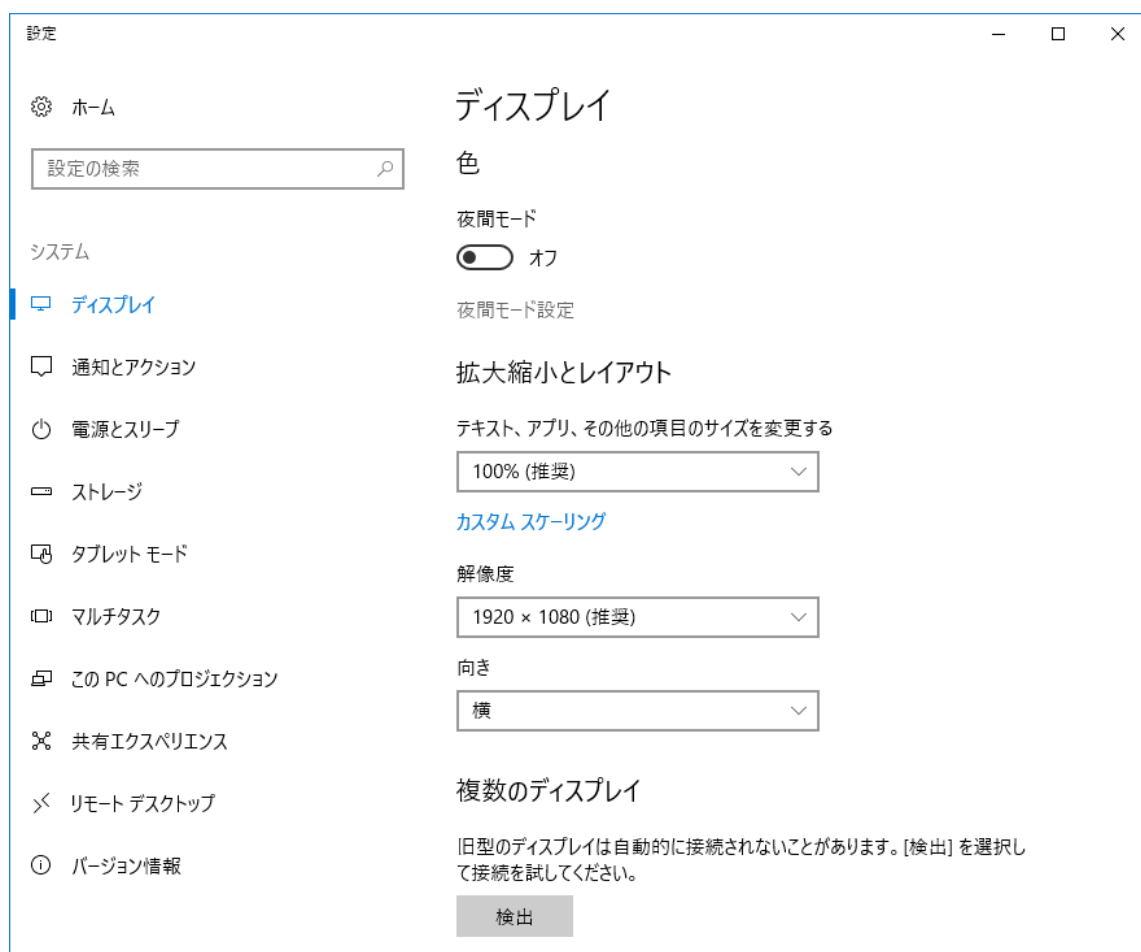 設定
ホーム
設定の検索
システム
ディスプレイ
通知とアクション
電源とスリープ
ストレージ
タブレット モード
マルチタスク
この PC へのプロジェクション
共有エクスペリエンス
リモート デスクトップ
バージョン情報
ディスプレイ
色
夜間モード
オフ
夜間モード設定
拡大縮小とレイアウト
テキスト、アプリ、その他の項目のサイズを変更する
100% (推奨)
カスタム スケーリング
解像度
1920 × 1080 (推奨)
向き
横
複数のディスプレイ
旧型のディスプレイは自動的に接続されないことがあります。[検出] を選択し
て接続を試してください。
検出